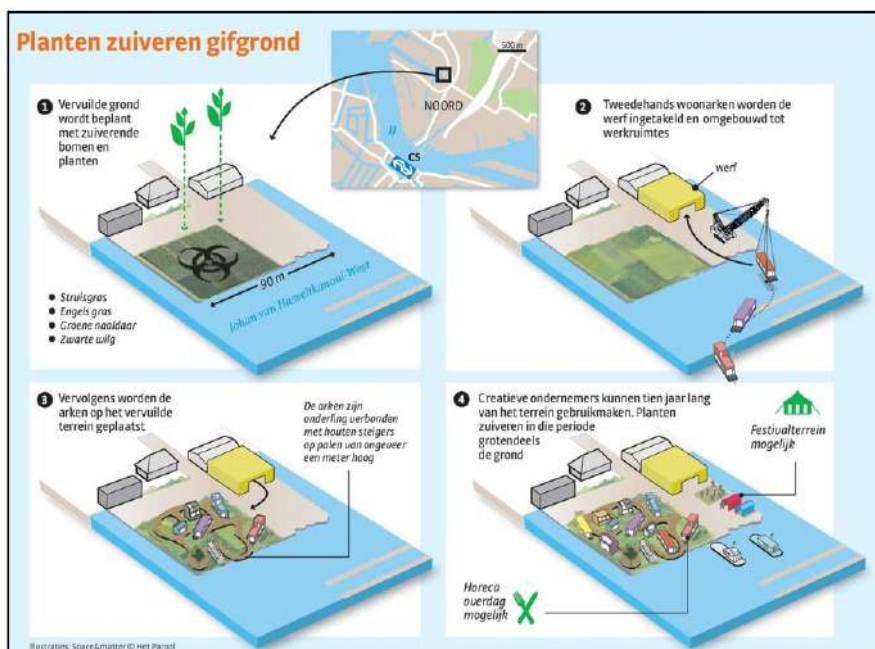 Planten zuiveren gifgrond
500 m
NOORD
CS
1 Vervuilde grond
wordt beplant
met zuiverende
bomen en
planten
90 m
Johan van Hasseltkanaal West
● Struisgras
● Engels gras
● Groene naaldaar
● Zwarte wilg
2 Tweedehands woonarken worden de
werf ingetakeld en omgebouwd tot
werkruimtes
werf
3 Vervolgens worden de
arken op het vervuilde
terrein geplaatst
De arken zijn
onderling verbonden
met houten steigers
op palen van ongeveer
een meter hoog
4 Creatieve ondernemers kunnen tien jaar lang
van het terrein gebruikmaken. Planten
zuiveren in die periode
grotendeels
de grond
Festivalterrein
mogelijk
Horeca
overdag
mogelijk
Illustraties: Space&matter © Het Parool